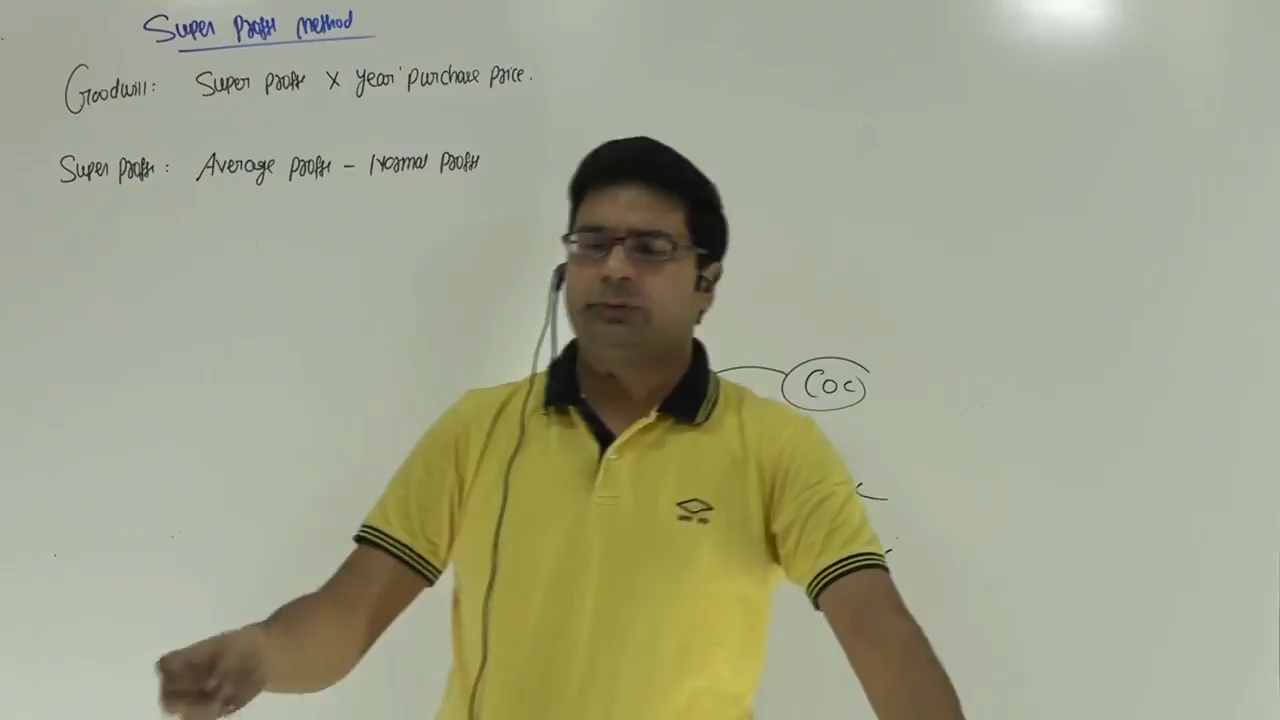 Super Profit Method
Goodwill: Super profit X year' purchase price.
Super profit: Average profit - Normal profit
COC